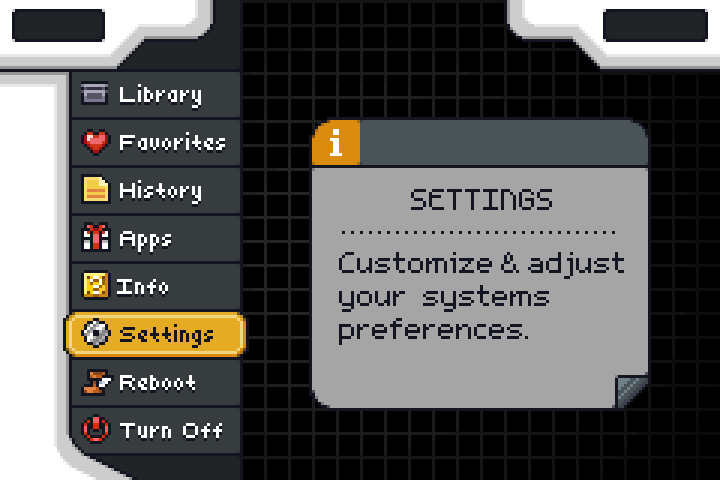 Library
Favorites
History
Apps
Info
Settings
Reboot
Turn Off
i
SETTINGS
Customize & adjust
your systems
preferences.